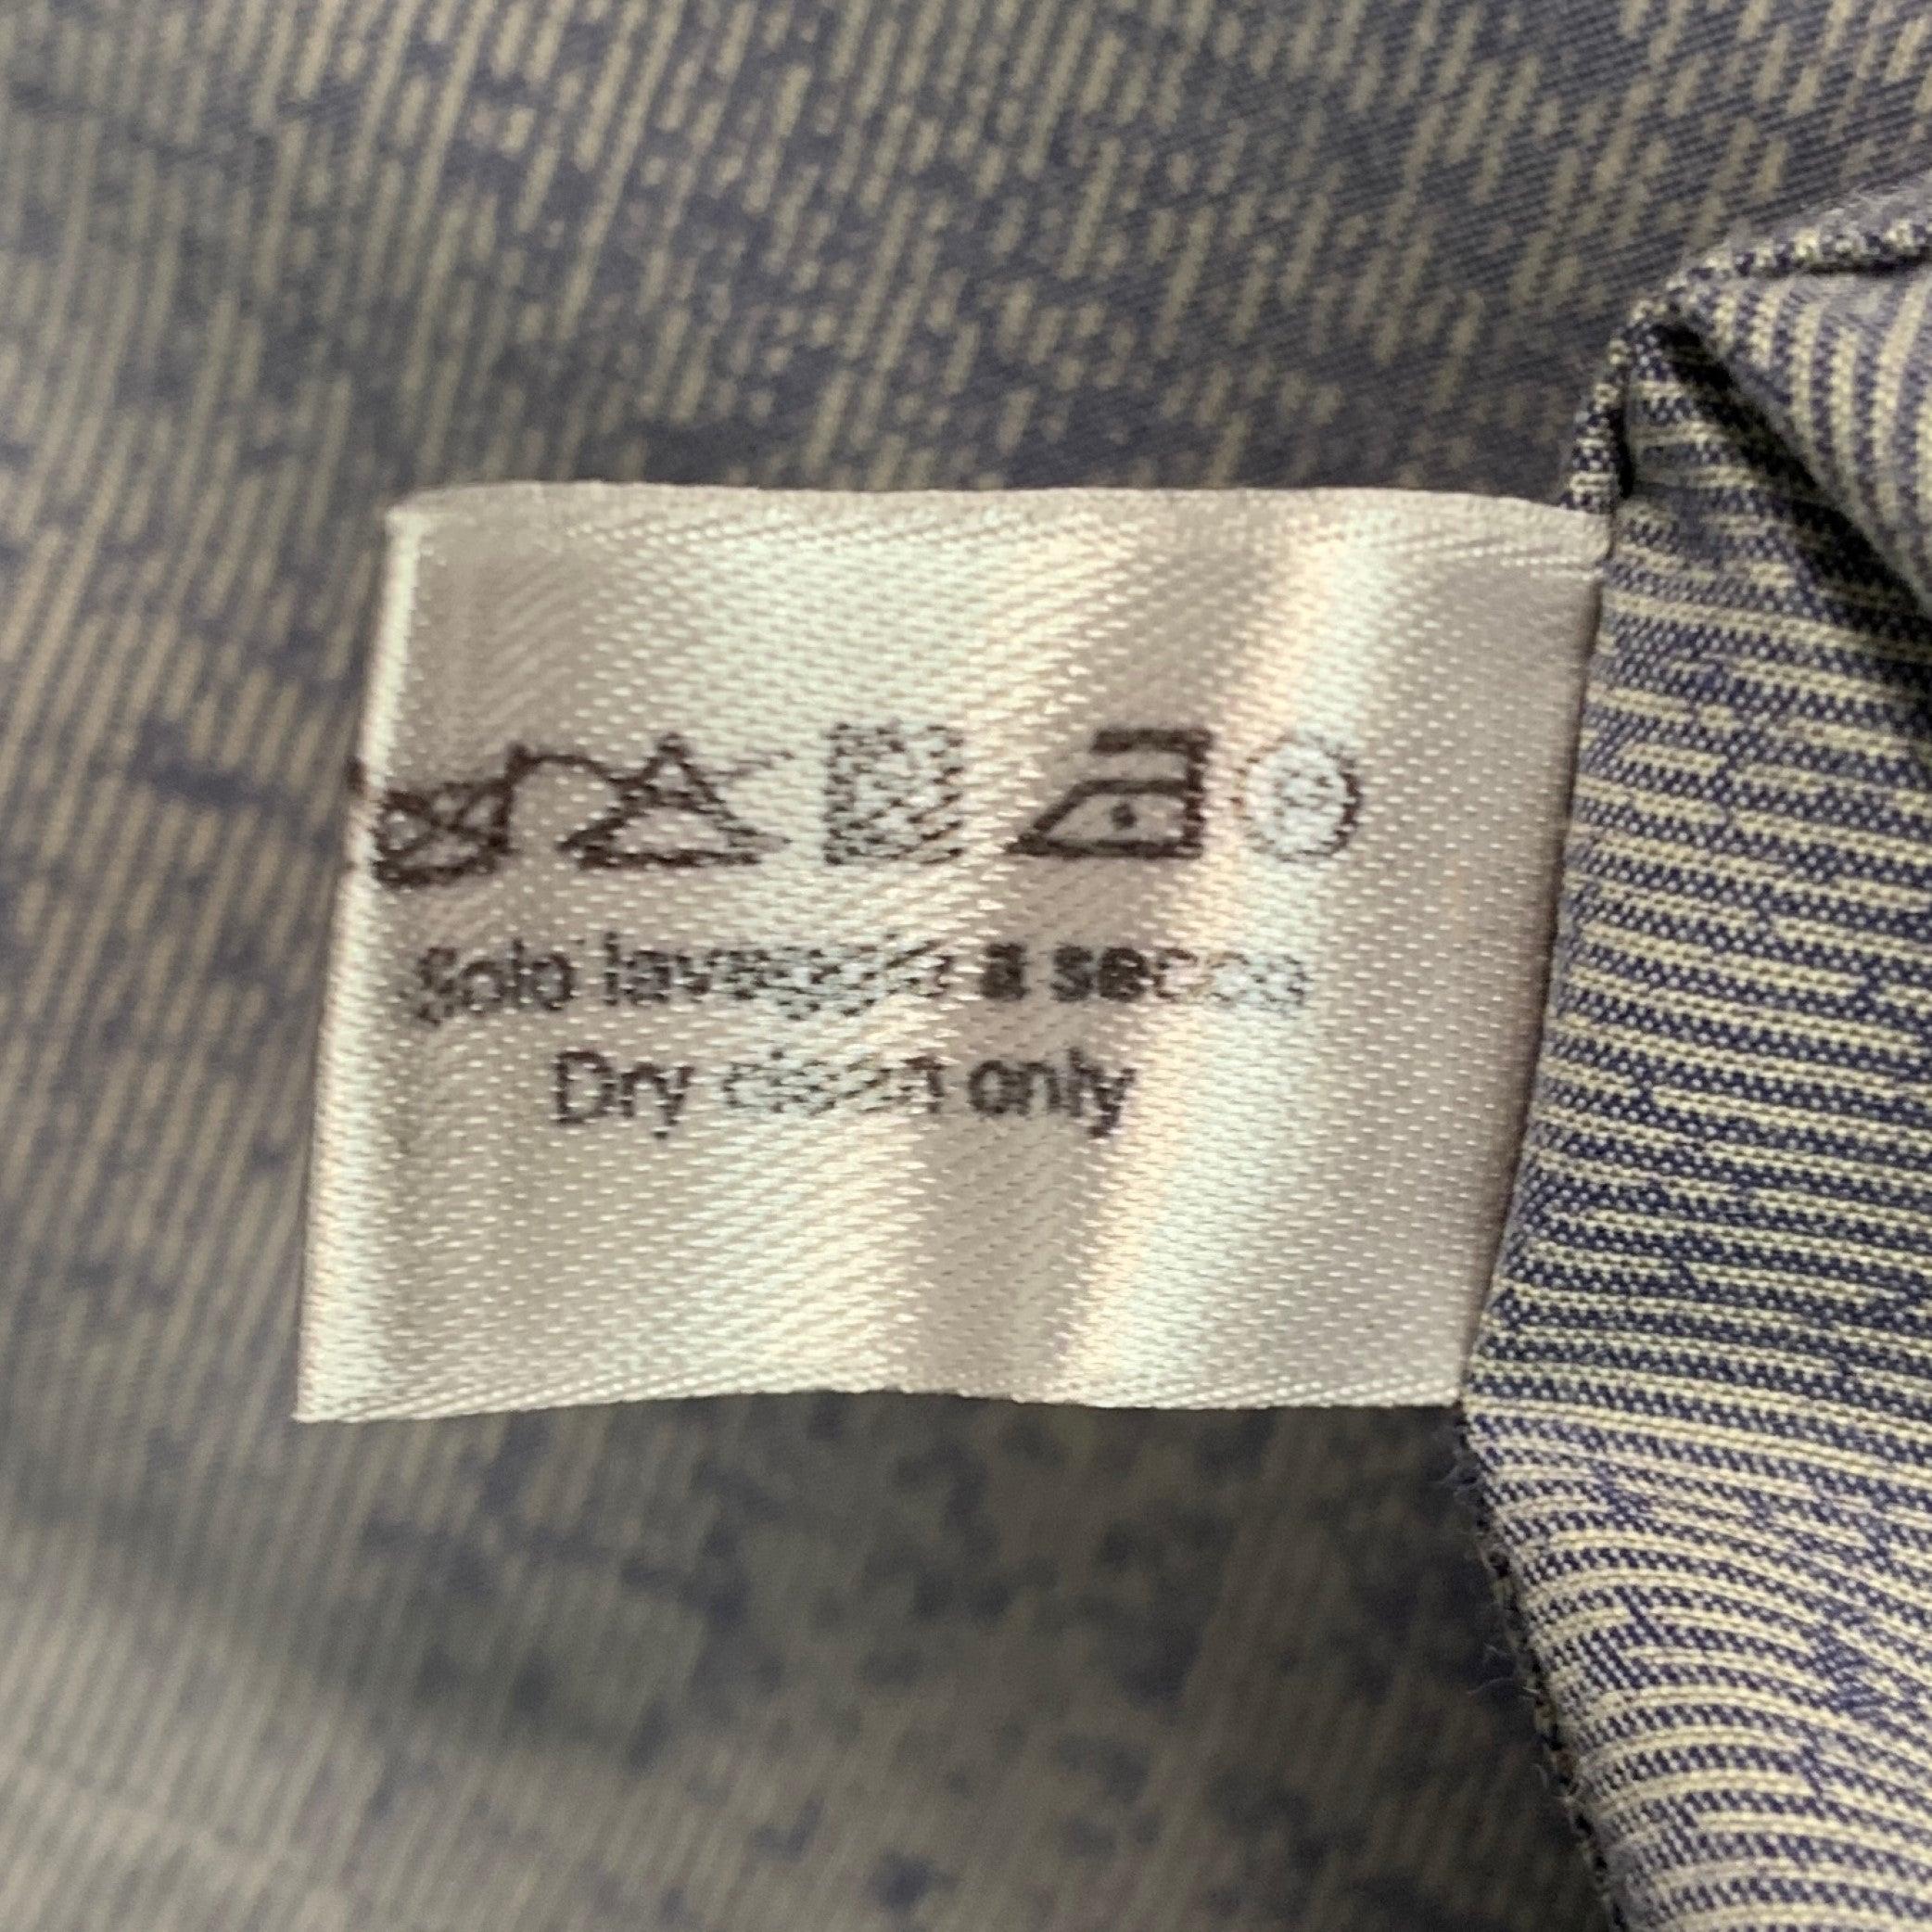 Solo lavaggio a secco
Dry clean only